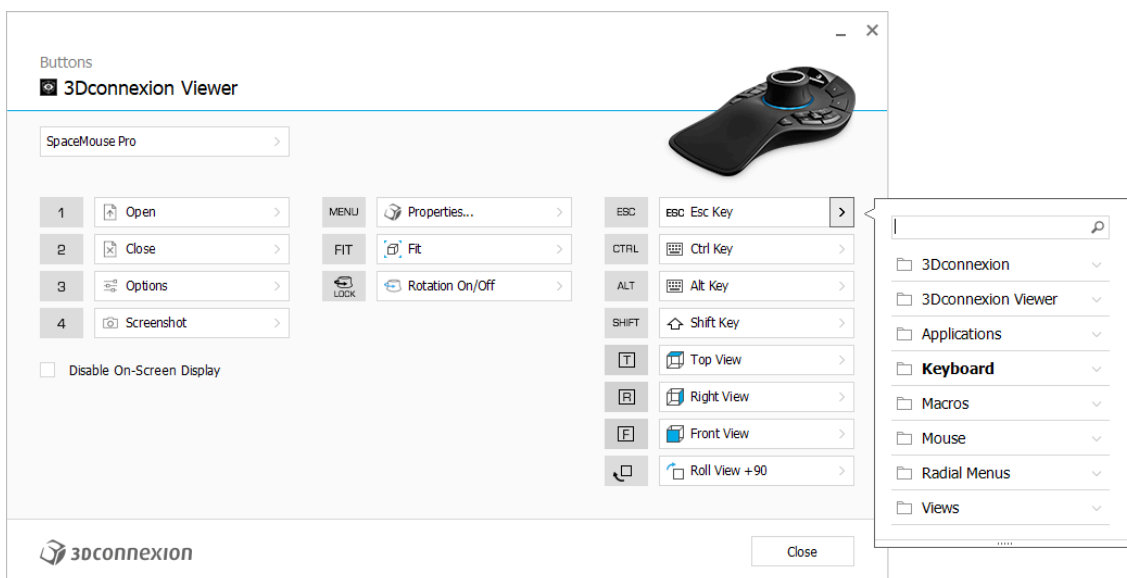 Buttons
3Dconnexion Viewer
SpaceMouse Pro
1 Open
2 Close
3 Options
4 Screenshot
Disable On-Screen Display
MENU Properties...
FIT Fit
LOCK Rotation On/Off
ESC ESC Esc Key
CTRL Ctrl Key
ALT Alt Key
SHIFT Shift Key
T Top View
R Right View
F Front View
Roll View +90
3Dconnexion
3Dconnexion Viewer
Applications
Keyboard
Macros
Mouse
Radial Menus
Views
3Dconnexion
Close